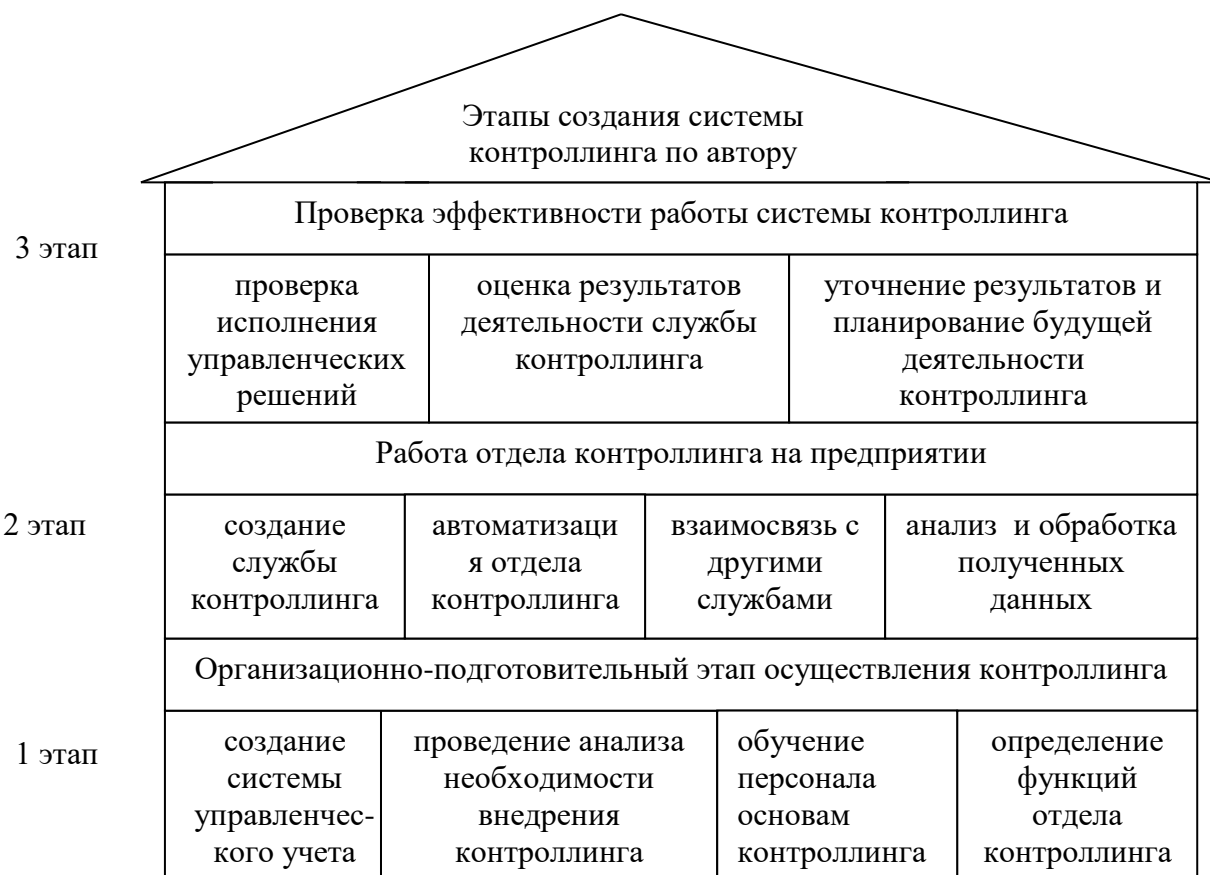 Этапы создания системы
контроллинга по автору
Проверка эффективности работы системы контроллинга
3 этап
проверка
исполнения
управленческих
решений
оценка результатов
деятельности службы
контроллинга
уточнение результатов и
планирование будущей
деятельности
контроллинга
Работа отдела контроллинга на предприятии
2 этап
создание
службы
контроллинга
автоматизаци
я отдела
контроллинга
взаимосвязь с
другими
службами
анализ и обработка
полученных
данных
Организационно-подготовительный этап осуществления контроллинга
1 этап
создание
системы
управленчес-
кого учета
проведение анализа
необходимости
внедрения
контроллинга
обучение
персонала
основам
контроллинга
определение
функций
отдела
контроллинга